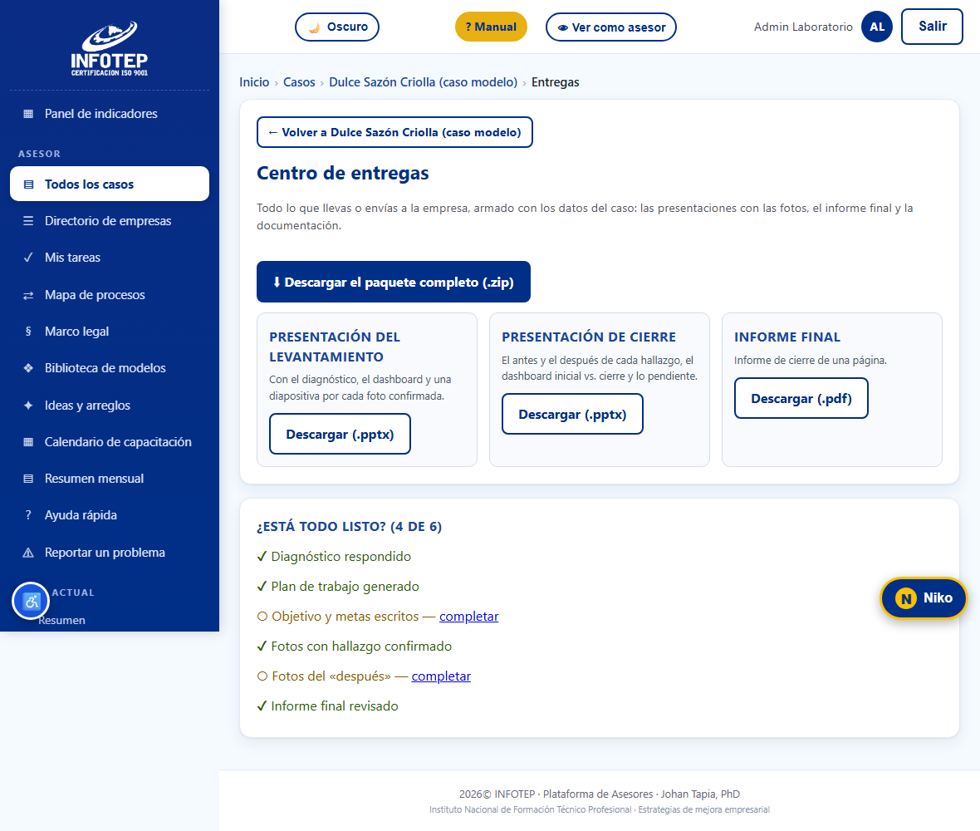 INFOTEP
CERTIFICACION ISO 9001
Panel de indicadores
ASESOR
Todos los casos
Directorio de empresas
Mis tareas
Mapa de procesos
Marco legal
Biblioteca de modelos
Ideas y arreglos
Calendario de capacitación
Resumen mensual
? Ayuda rápida
Reportar un problema
ACTUAL
Resumen
Oscuro
? Manual
Ver como asesor
Admin Laboratorio
AL
Salir
Inicio › Casos › Dulce Sazón Criolla (caso modelo) › Entregas
← Volver a Dulce Sazón Criolla (caso modelo)
Centro de entregas
Todo lo que llevas o envías a la empresa, armado con los datos del caso: las presentaciones con las fotos, el informe final y la
documentación.
⬇ Descargar el paquete completo (.zip)
PRESENTACIÓN DEL
LEVANTAMIENTO
Con el diagnóstico, el dashboard y una
diapositiva por cada foto confirmada.
Descargar (.pptx)
PRESENTACIÓN DE CIERRE
El antes y el después de cada hallazgo, el
dashboard inicial vs. cierre y lo pendiente.
Descargar (.pptx)
INFORME FINAL
Informe de cierre de una página.
Descargar (.pdf)
¿ESTÁ TODO LISTO? (4 DE 6)
✓ Diagnóstico respondido
✓ Plan de trabajo generado
○ Objetivo y metas escritos — completar
✓ Fotos con hallazgo confirmado
○ Fotos del «después» — completar
✓ Informe final revisado
N Niko
2026© INFOTEP · Plataforma de Asesores · Johan Tapia, PhD
Instituto Nacional de Formación Técnico Profesional · Estrategias de mejora empresarial